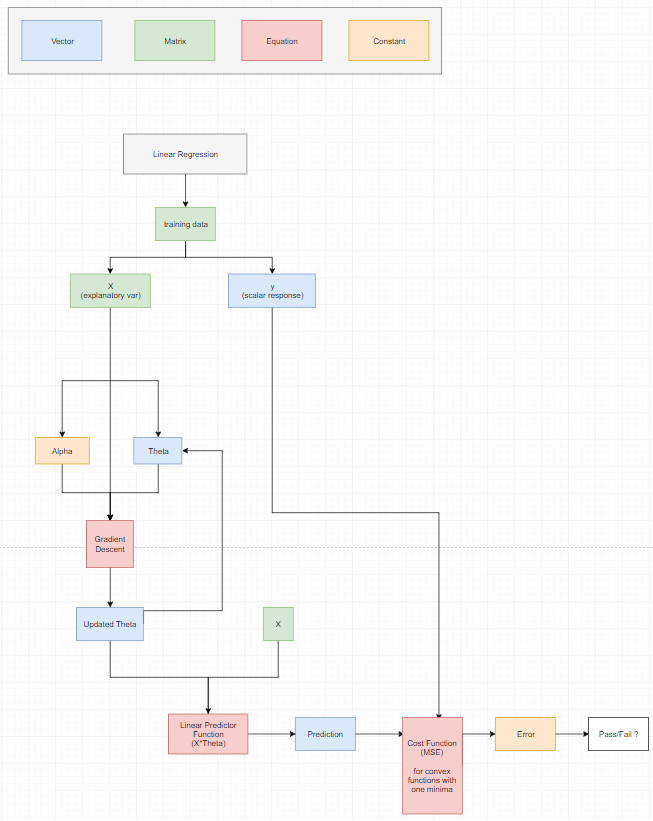 Vector
Matrix
Equation
Constant
Linear Regression
training data
X
(explanatory var)
y
(scalar response)
Alpha
Theta
Gradient
Descent
Updated Theta
X
Linear Predictor
Function
(X*Theta)
Prediction
Cost Function
(MSE)
for convex
functions with
one minima
Error
Pass/Fail ?